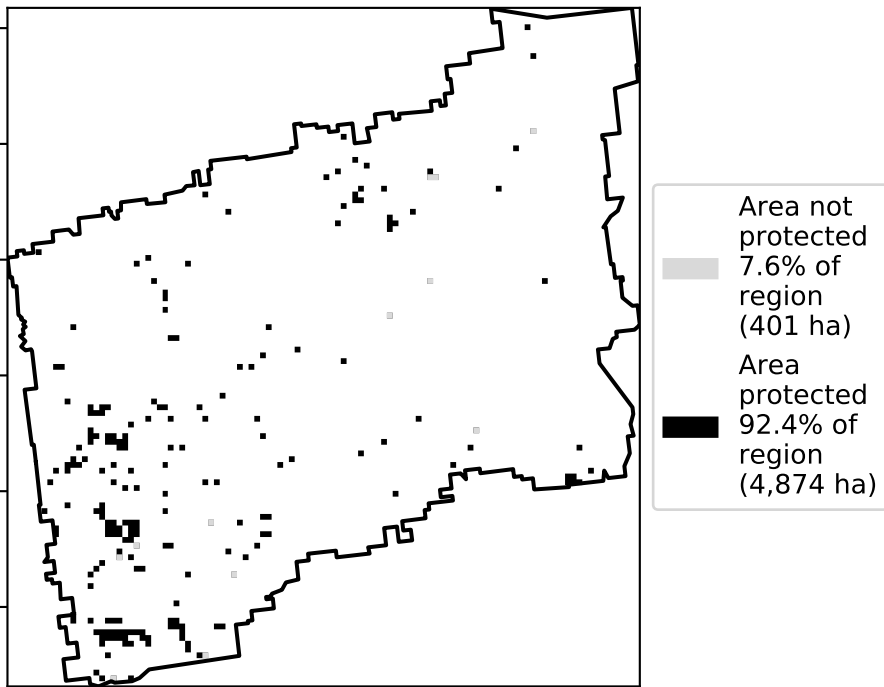 Area not
protected
7.6% of
region
(401 ha)
Area
protected
92.4% of
region
(4,874 ha)